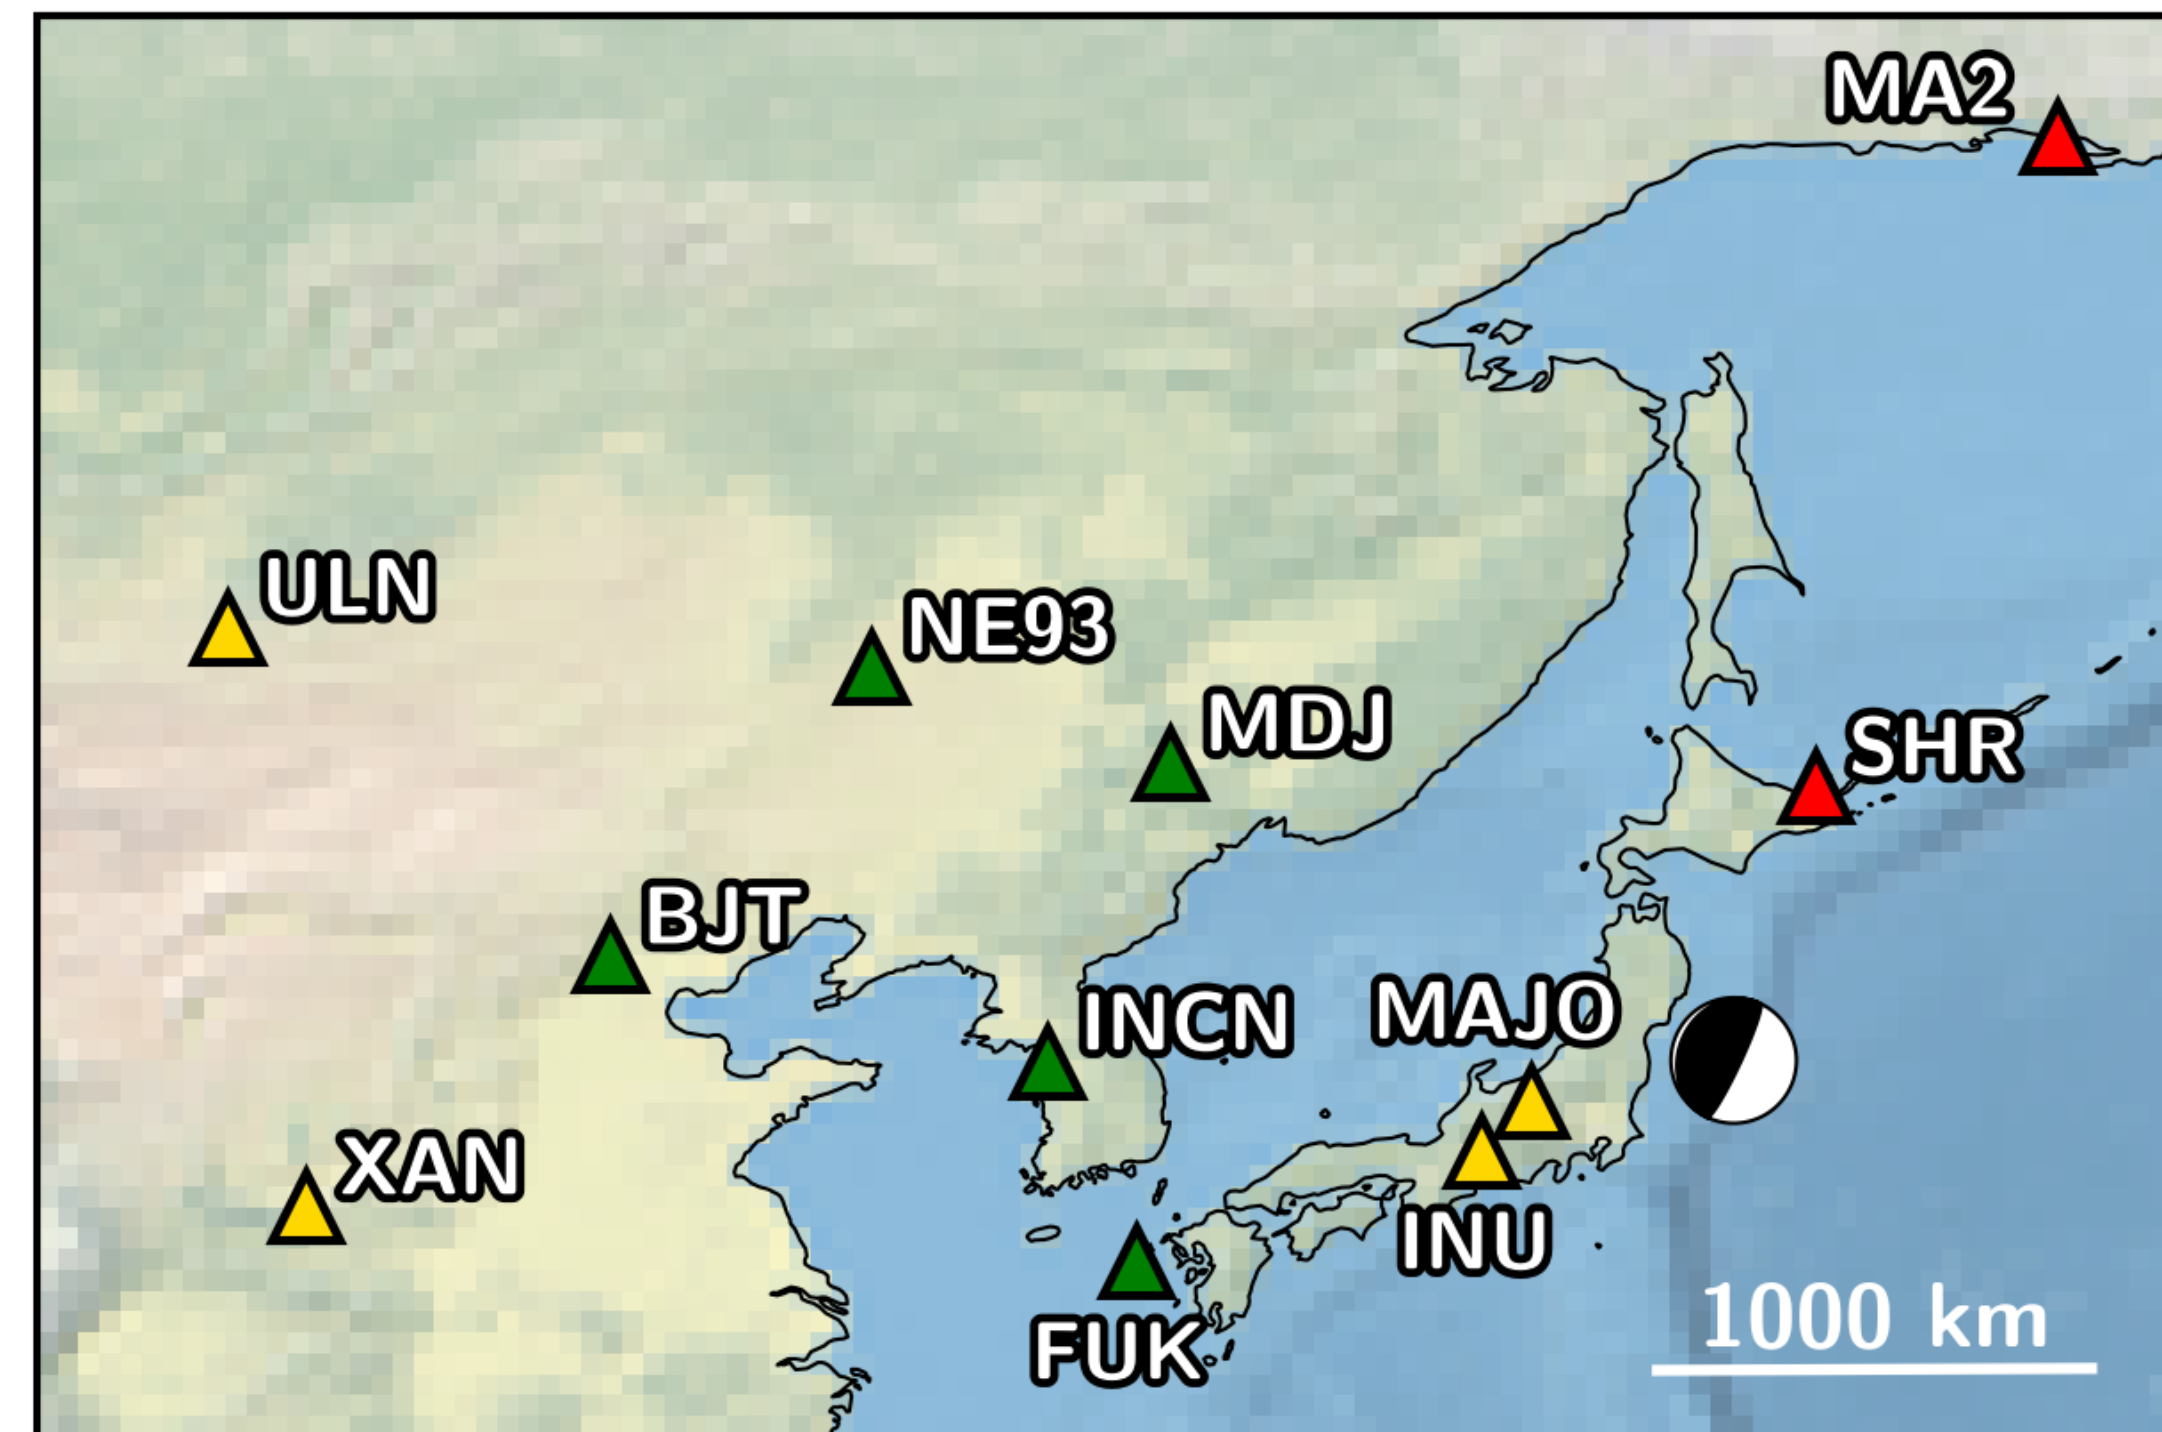 MA2
ULN
NE93
MDJ
SHR
BJT
INCN
MAJO
XAN
INU
FUK
1000 km